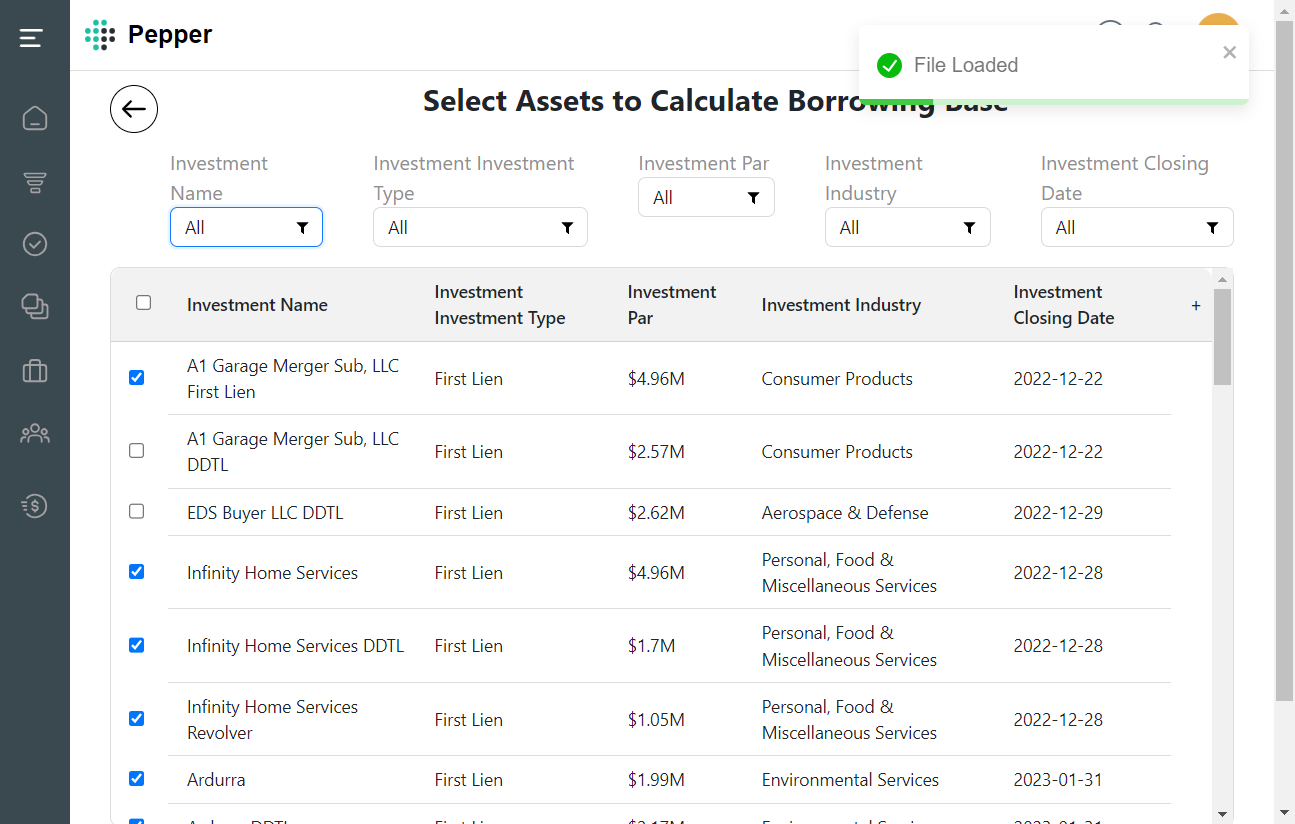 Pepper
File Loaded
Select Assets to Calculate Borrowing Base
Investment
Name
Investment Investment
Type
Investment Par
Investment
Industry
Investment Closing
Date
All
All
All
All
All
Investment Name
Investment
Investment Type
Investment
Par
Investment Industry
Investment
Closing Date
+
A1 Garage Merger Sub, LLC
First Lien
First Lien
$4.96M
Consumer Products
2022-12-22
A1 Garage Merger Sub, LLC
DDTL
First Lien
$2.57M
Consumer Products
2022-12-22
EDS Buyer LLC DDTL
First Lien
$2.62M
Aerospace & Defense
2022-12-29
Infinity Home Services
First Lien
$4.96M
Personal, Food &
Miscellaneous Services
2022-12-28
Infinity Home Services DDTL
First Lien
$1.7M
Personal, Food &
Miscellaneous Services
2022-12-28
Infinity Home Services
Revolver
First Lien
$1.05M
Personal, Food &
Miscellaneous Services
2022-12-28
Ardurra
First Lien
$1.99M
Environmental Services
2023-01-31